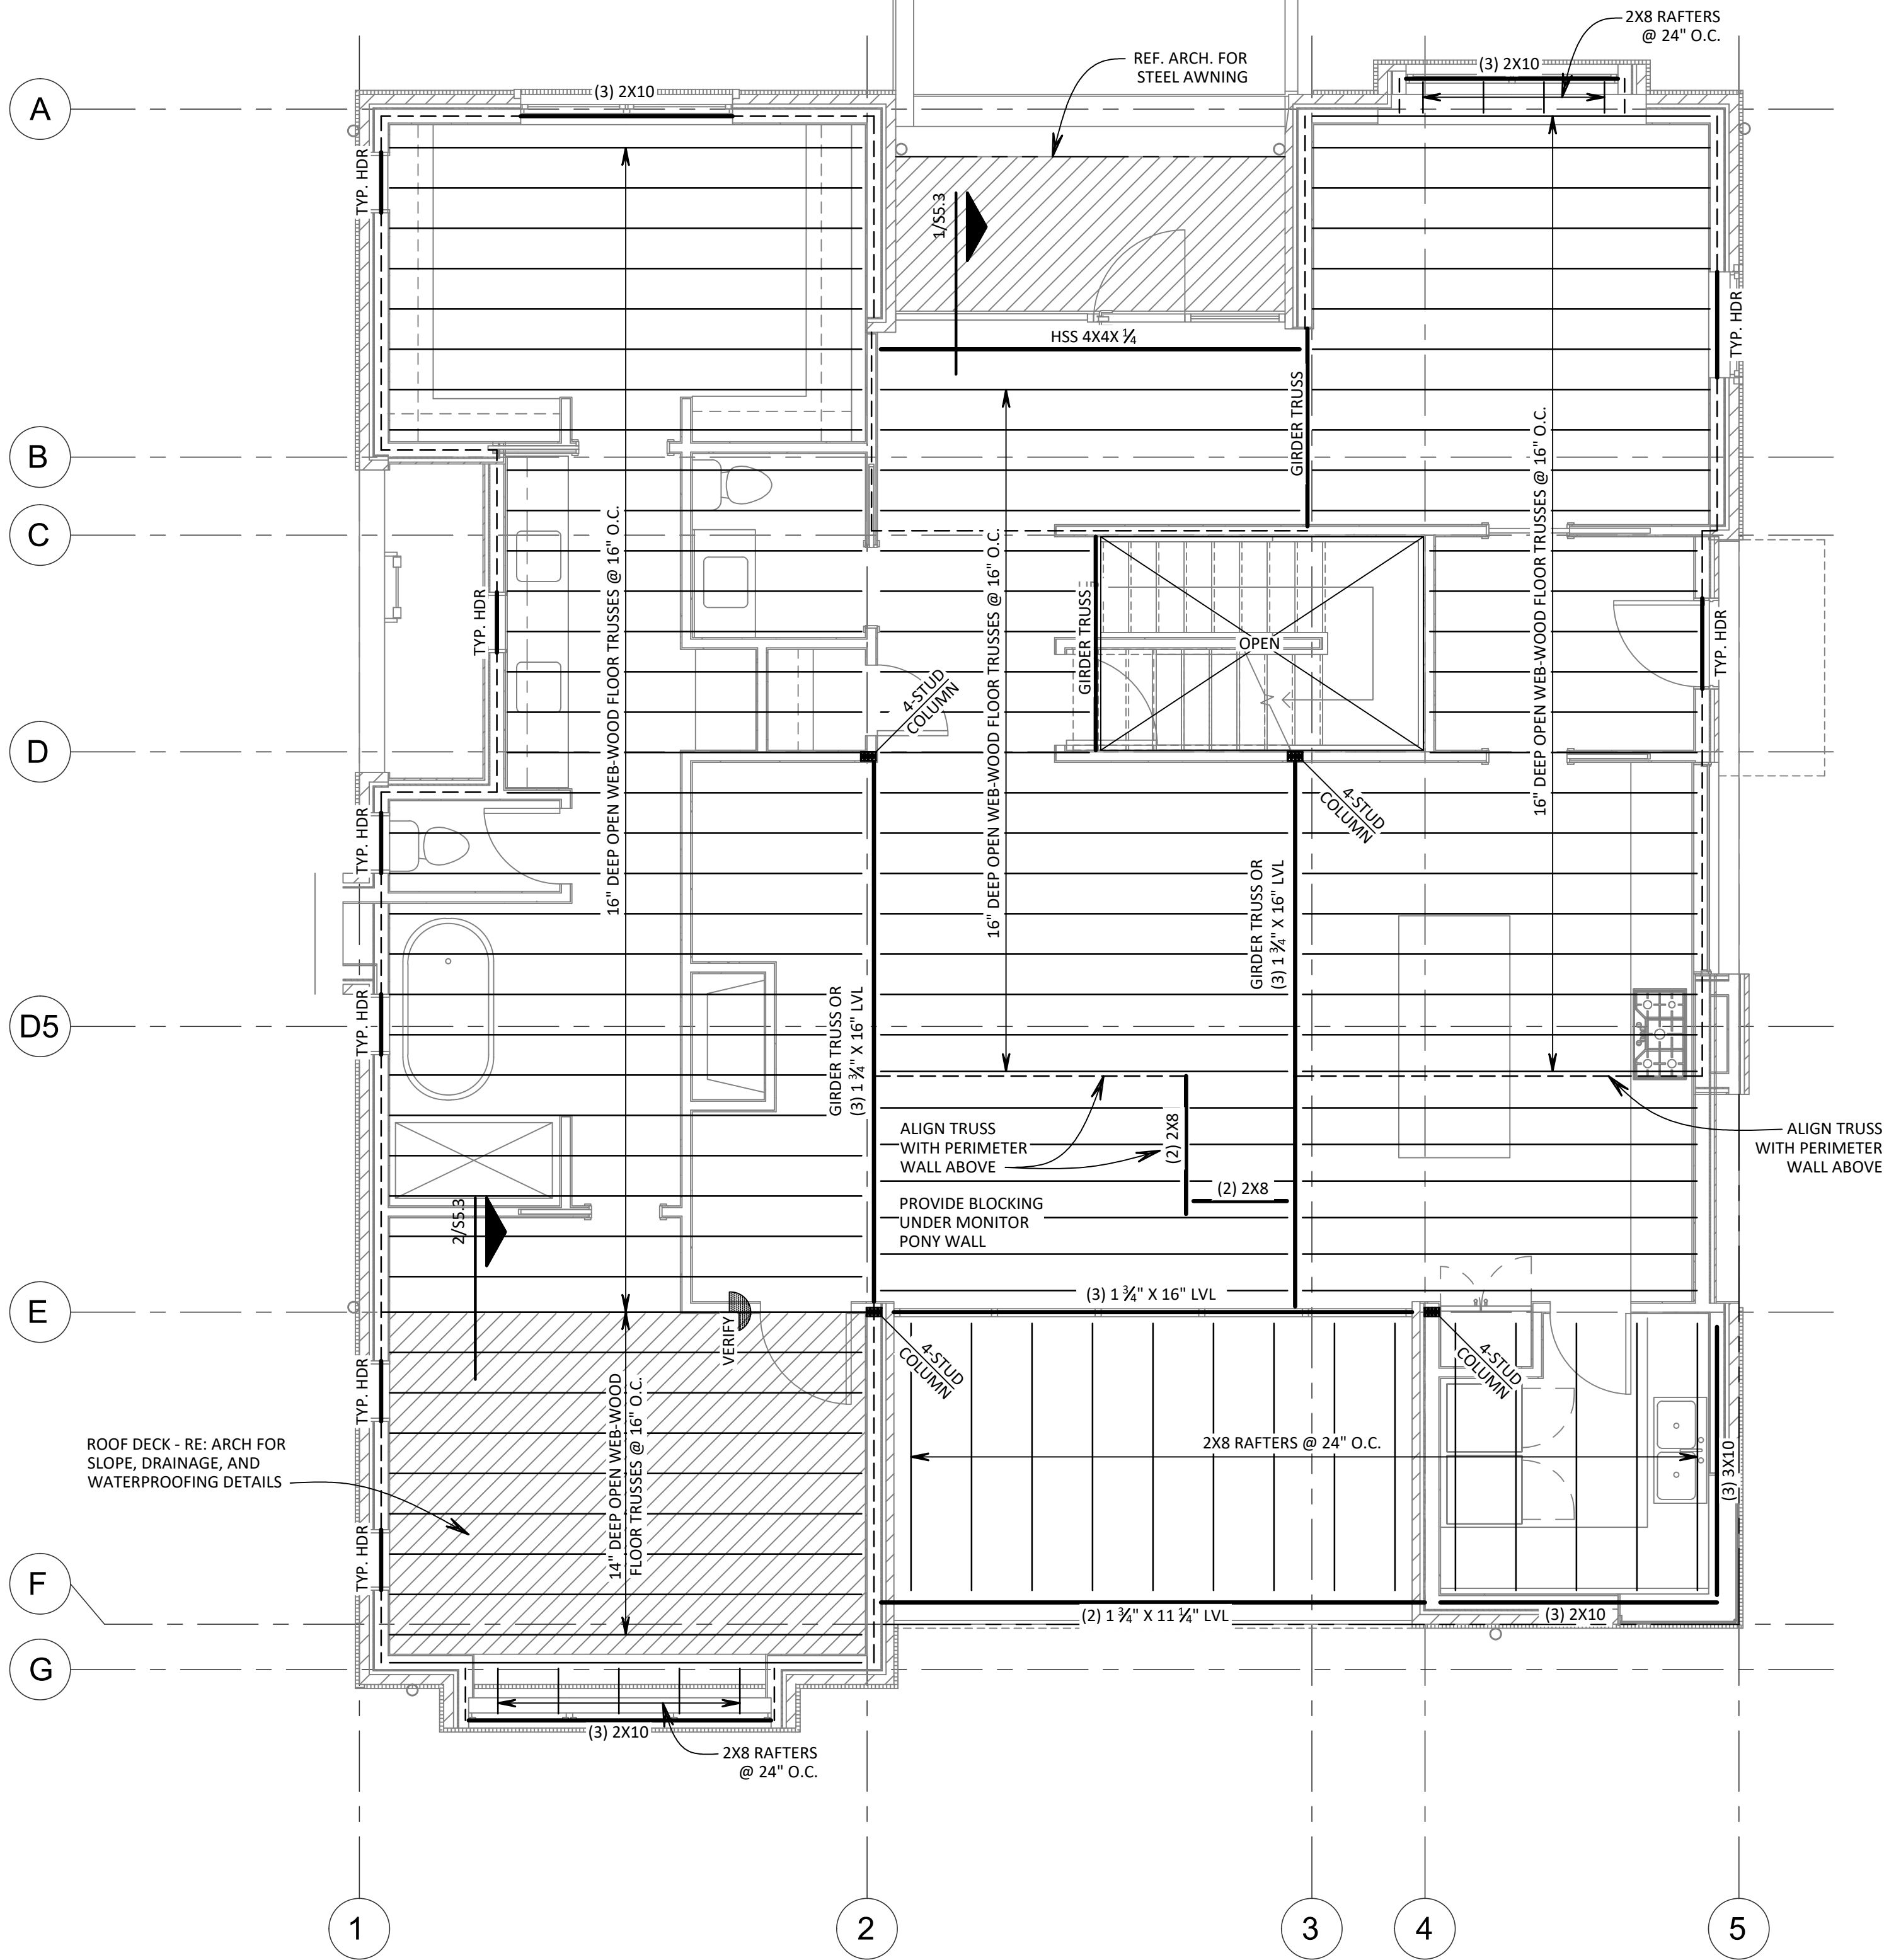 2X8 RAFTERS
@ 24" O.C.
REF. ARCH. FOR
STEEL AWNING
(3) 2X10
(3) 2X10
A
TYP. HDR
1/S5.3
TYP. HDR
HSS 4X4X ¼
GIRDER TRUSS
GIRDER TRUSS
B
C
16" DEEP OPEN WEB-WOOD FLOOR TRUSSES @ 16" O.C.
16" DEEP OPEN WEB-WOOD FLOOR TRUSSES @ 16" O.C.
16" DEEP OPEN WEB-WOOD FLOOR TRUSSES @ 16" O.C.
TYP. HDR
GIRDER TRUSS
OPEN
TYP. HDR
4-STUD
COLUMN
D
4-STUD
COLUMN
TYP. HDR
GIRDER TRUSS OR
(3) 1 ¾" X 16" LVL
GIRDER TRUSS OR
(3) 1 ¾" X 16" LVL
D5
TYP. HDR
ALIGN TRUSS
WITH PERIMETER
WALL ABOVE
(2) 2X8
ALIGN TRUSS
WITH PERIMETER
WALL ABOVE
(2) 2X8
PROVIDE BLOCKING
UNDER MONITOR
PONY WALL
2/S5.3
E
(3) 1 ¾" X 16" LVL
VERIFY
4-STUD
COLUMN
4-STUD
COLUMN
TYP. HDR
14" DEEP OPEN WEB-WOOD
FLOOR TRUSSES @ 16" O.C.
2X8 RAFTERS @ 24" O.C.
ROOF DECK - RE: ARCH FOR
SLOPE, DRAINAGE, AND
WATERPROOFING DETAILS
(3) 3X10
TYP. HDR
F
(2) 1 ¾" X 11 ¼" LVL
(3) 2X10
G
(3) 2X10
2X8 RAFTERS
@ 24" O.C.
1
2
3
4
5